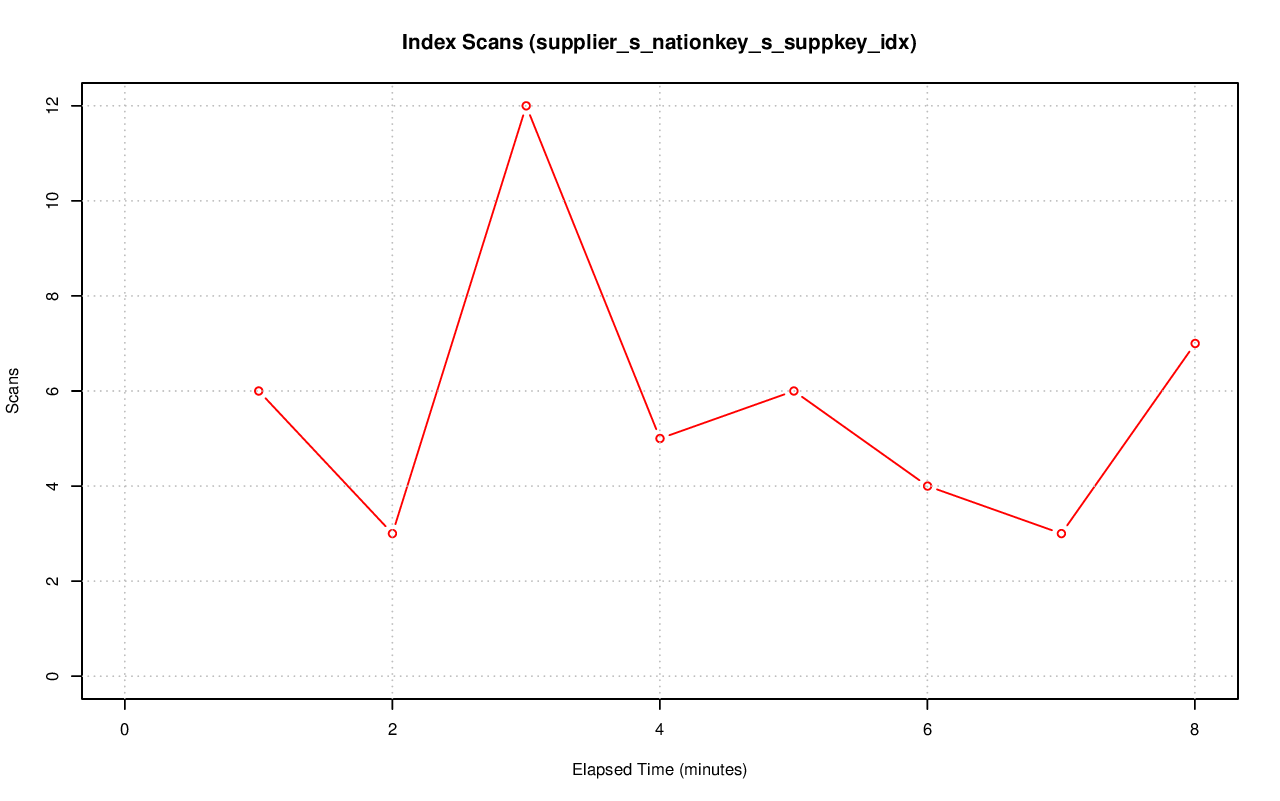 Index Scans (supplier_s_nationkey_s_suppkey_idx)
Scans
12
10
8
6
4
2
0
0 2 4 6 8
Elapsed Time (minutes)